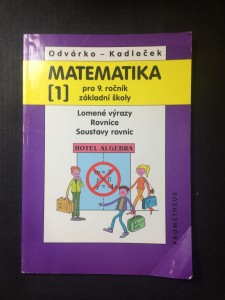 Odvárko – Kadleček
MATEMATIKA
[1] pro 9. ročník
základní školy
Lomené výrazy
Rovnice
Soustavy rovnic
HOTEL ALGEBRA
PROMETHEUS